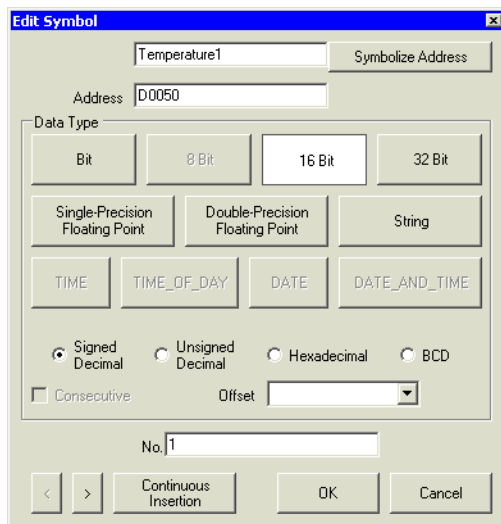 Edit Symbol
Temperature1
Symbolize Address
Address D0050
Data Type
Bit
8 Bit
16 Bit
32 Bit
Single-Precision
Floating Point
Double-Precision
Floating Point
String
TIME
TIME_OF_DAY
DATE
DATE_AND_TIME
Signed
Decimal
Unsigned
Decimal
Hexadecimal
BCD
Consecutive
Offset
No. 1
<
>
Continuous
Insertion
OK
Cancel